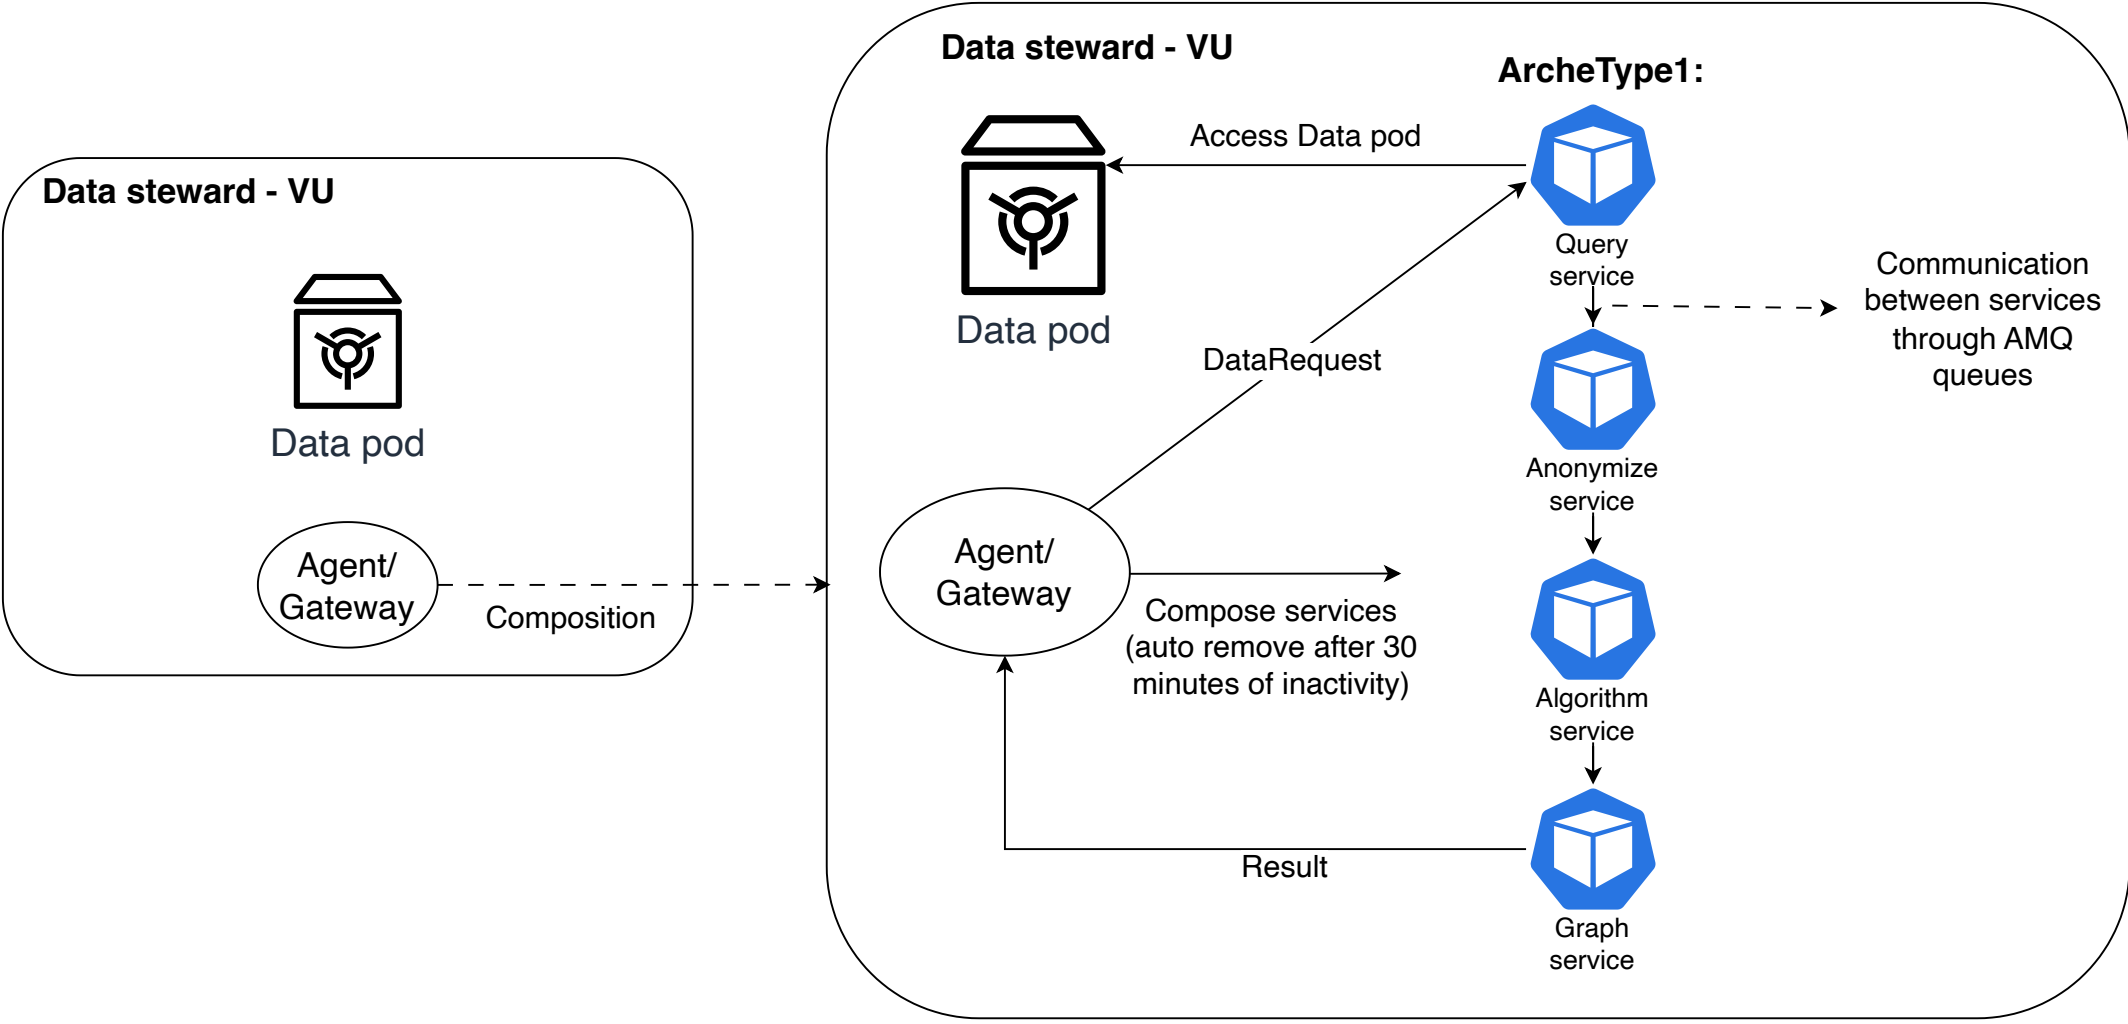 Data steward - VU
Data pod
Agent/
Gateway
Composition
Data steward - VU
ArcheType1:
Access Data pod
Data pod
Query
service
Communication
between services
through AMQ
queues
DataRequest
Anonymize
service
Agent/
Gateway
Compose services
(auto remove after 30
minutes of inactivity)
Algorithm
service
Result
Graph
service